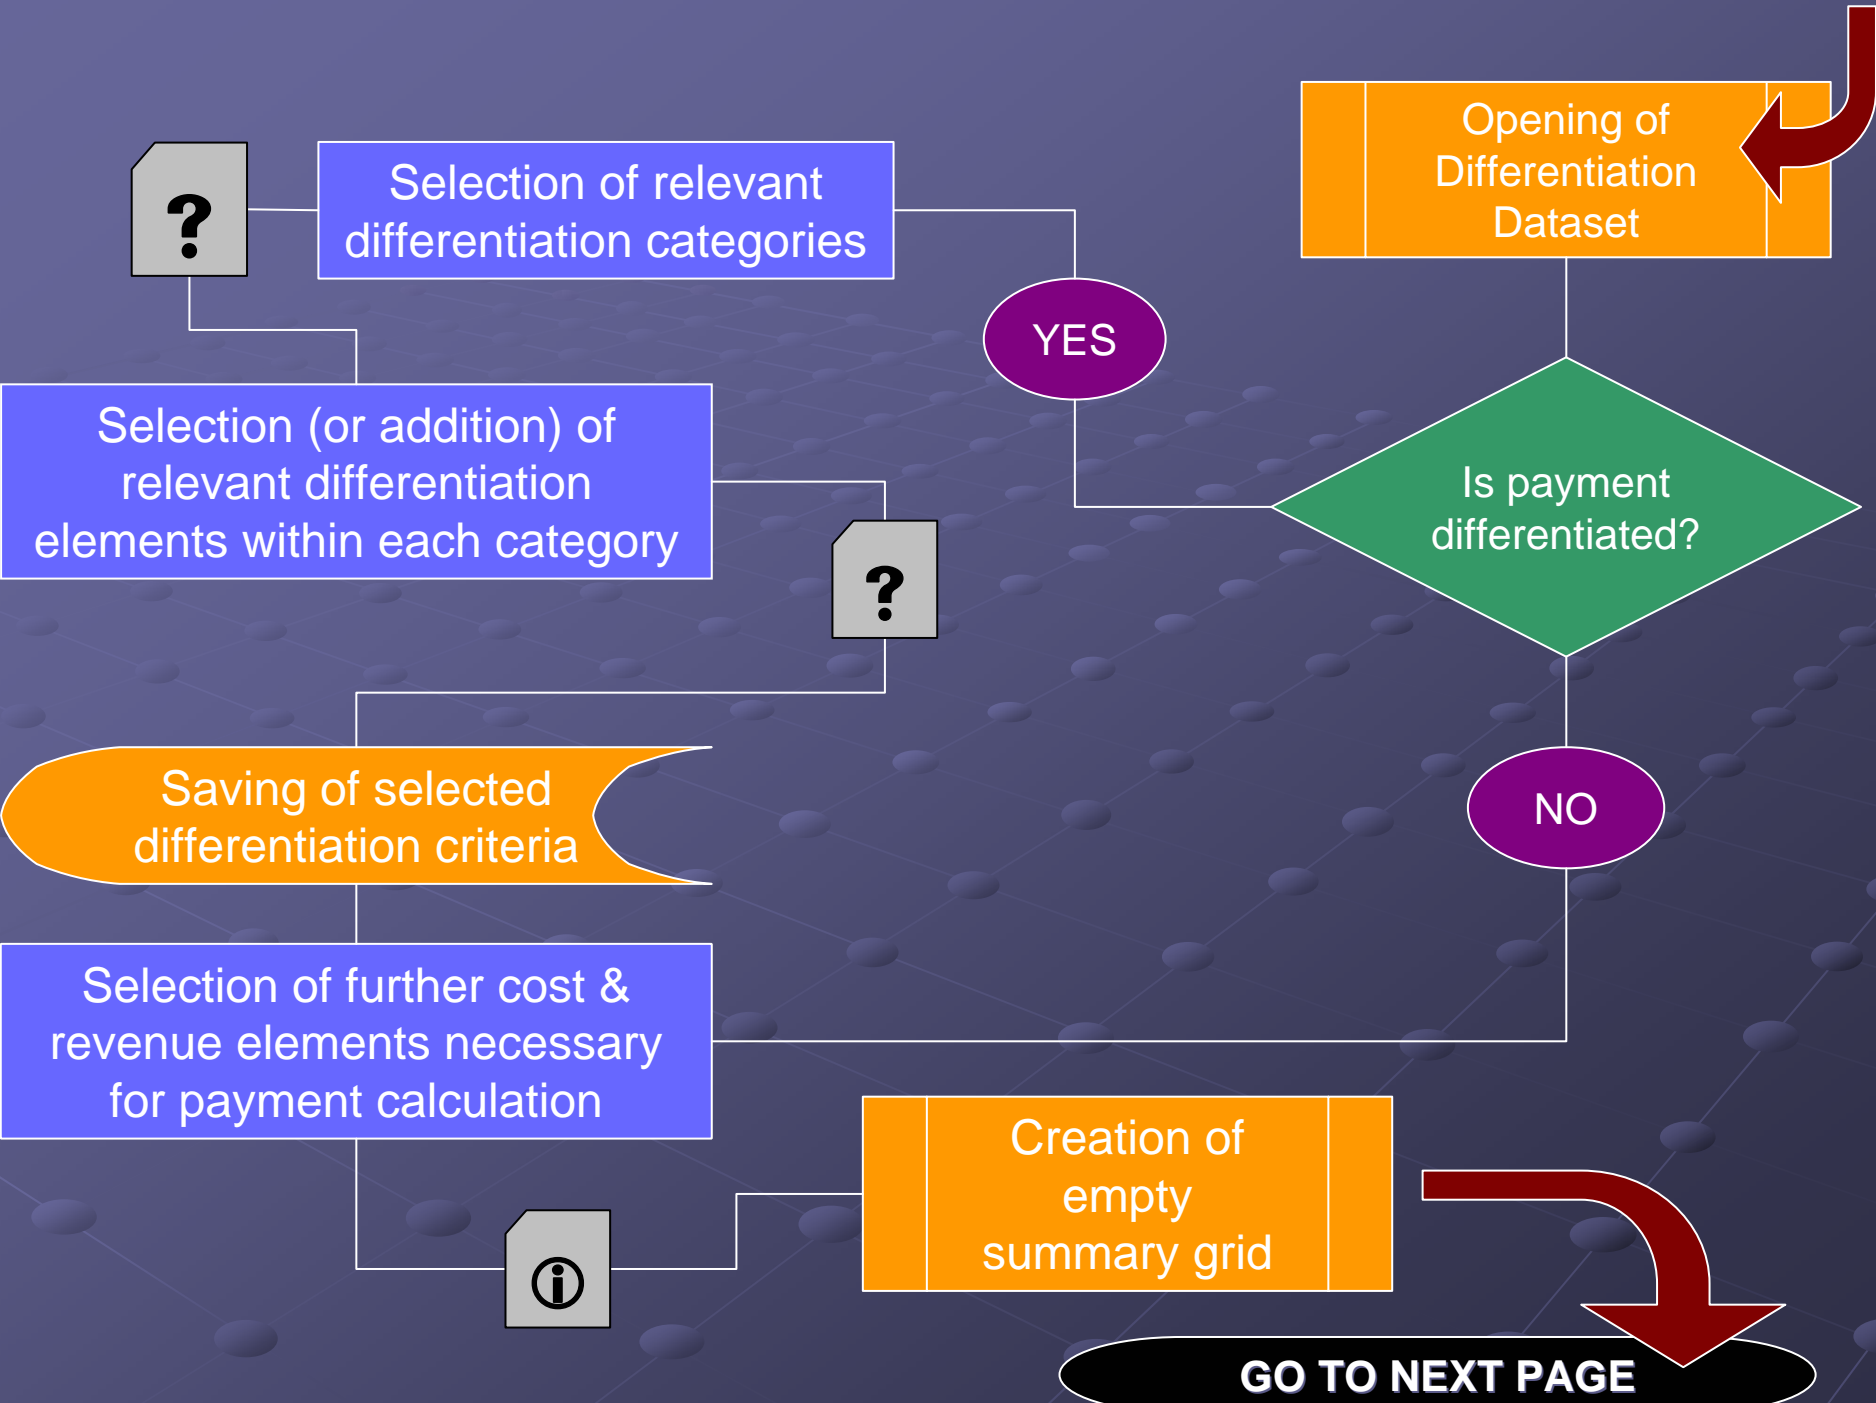 Opening of
Differentiation
Dataset
?
Selection of relevant
differentiation categories
YES
Selection (or addition) of
relevant differentiation
elements within each category
Is payment
differentiated?
?
Saving of selected
differentiation criteria
NO
Selection of further cost &
revenue elements necessary
for payment calculation
Creation of
empty
summary grid
i
GO TO NEXT PAGE